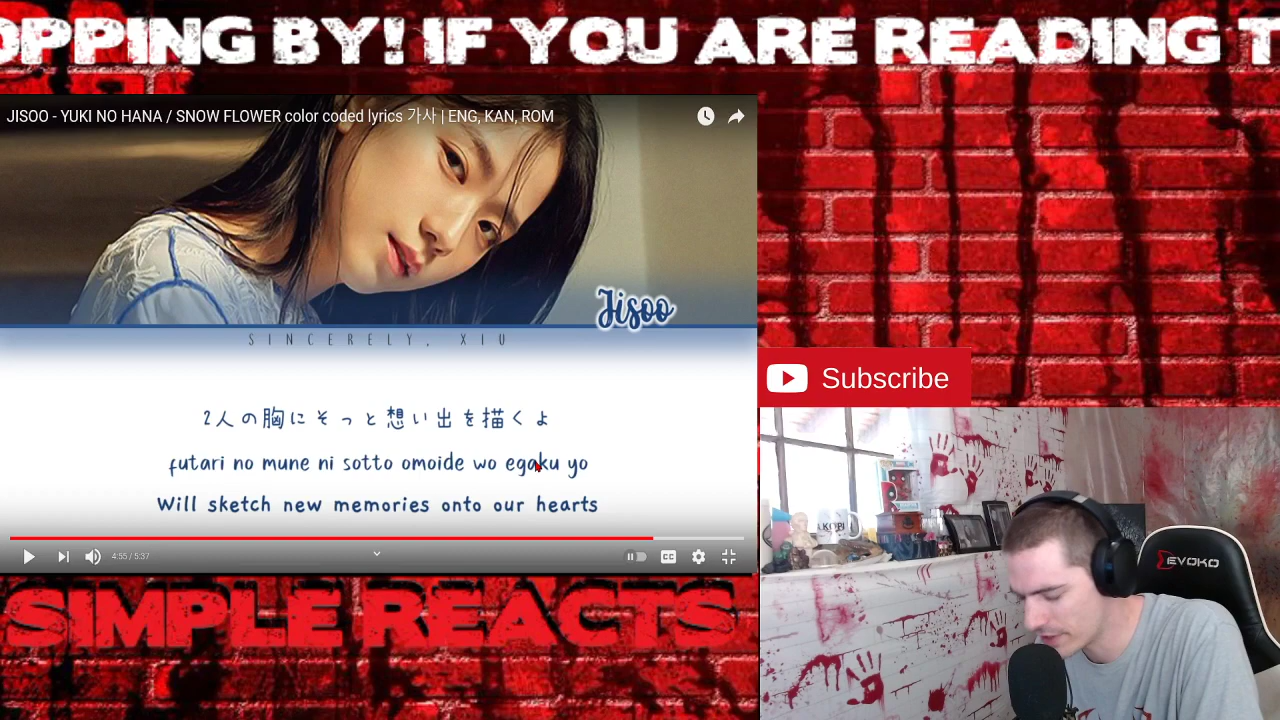 OPPING BY! IF YOU ARE READING T
JISOO - YUKI NO HANA / SNOW FLOWER color coded lyrics 가사 | ENG, KAN, ROM
Jisoo
SINCERELY, XIU
2人の胸にそっと想い出を描くよ
futari no mune ni sotto omoide wo egaku yo
Will sketch new memories onto our hearts
4:55 / 5:37
CC
Subscribe
SIMPLE REACTS
EVOKO